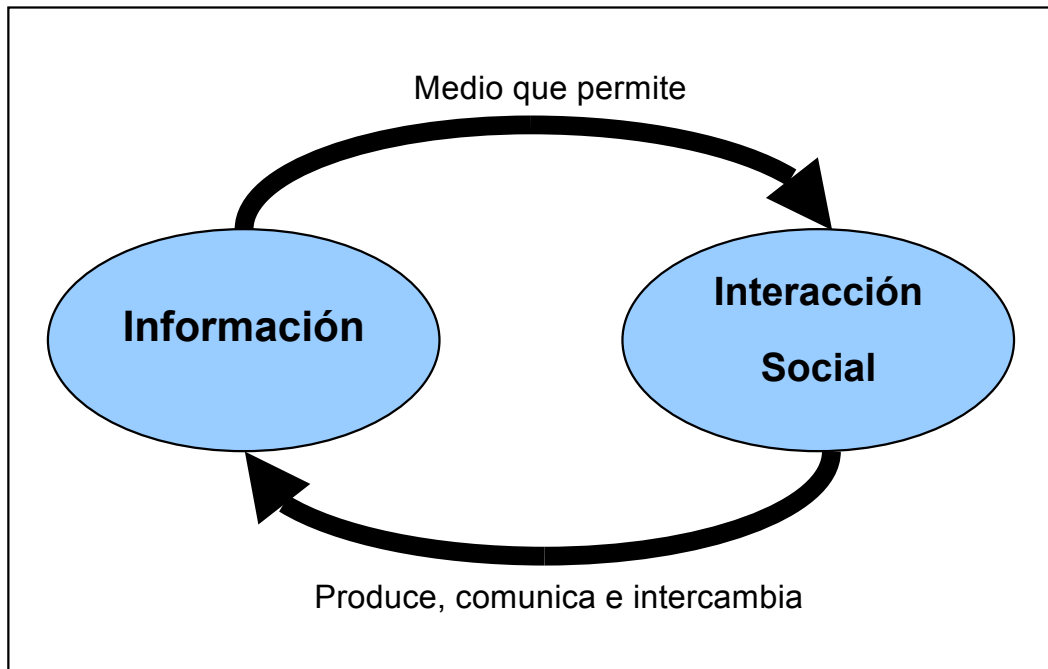 Medio que permite
Información
Interacción
Social
Produce, comunica e intercambia